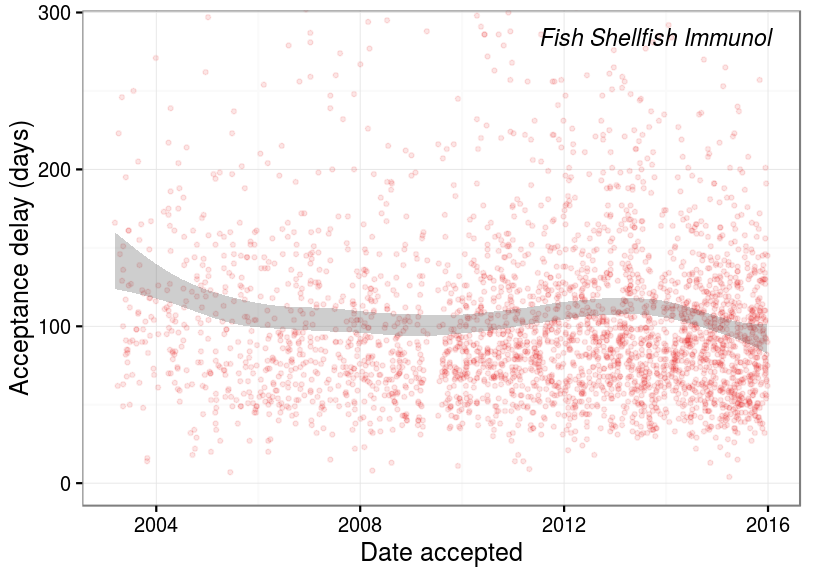 Fish Shellfish Immunol
Acceptance delay (days)
300
200
100
0
2004 2008 2012 2016
Date accepted